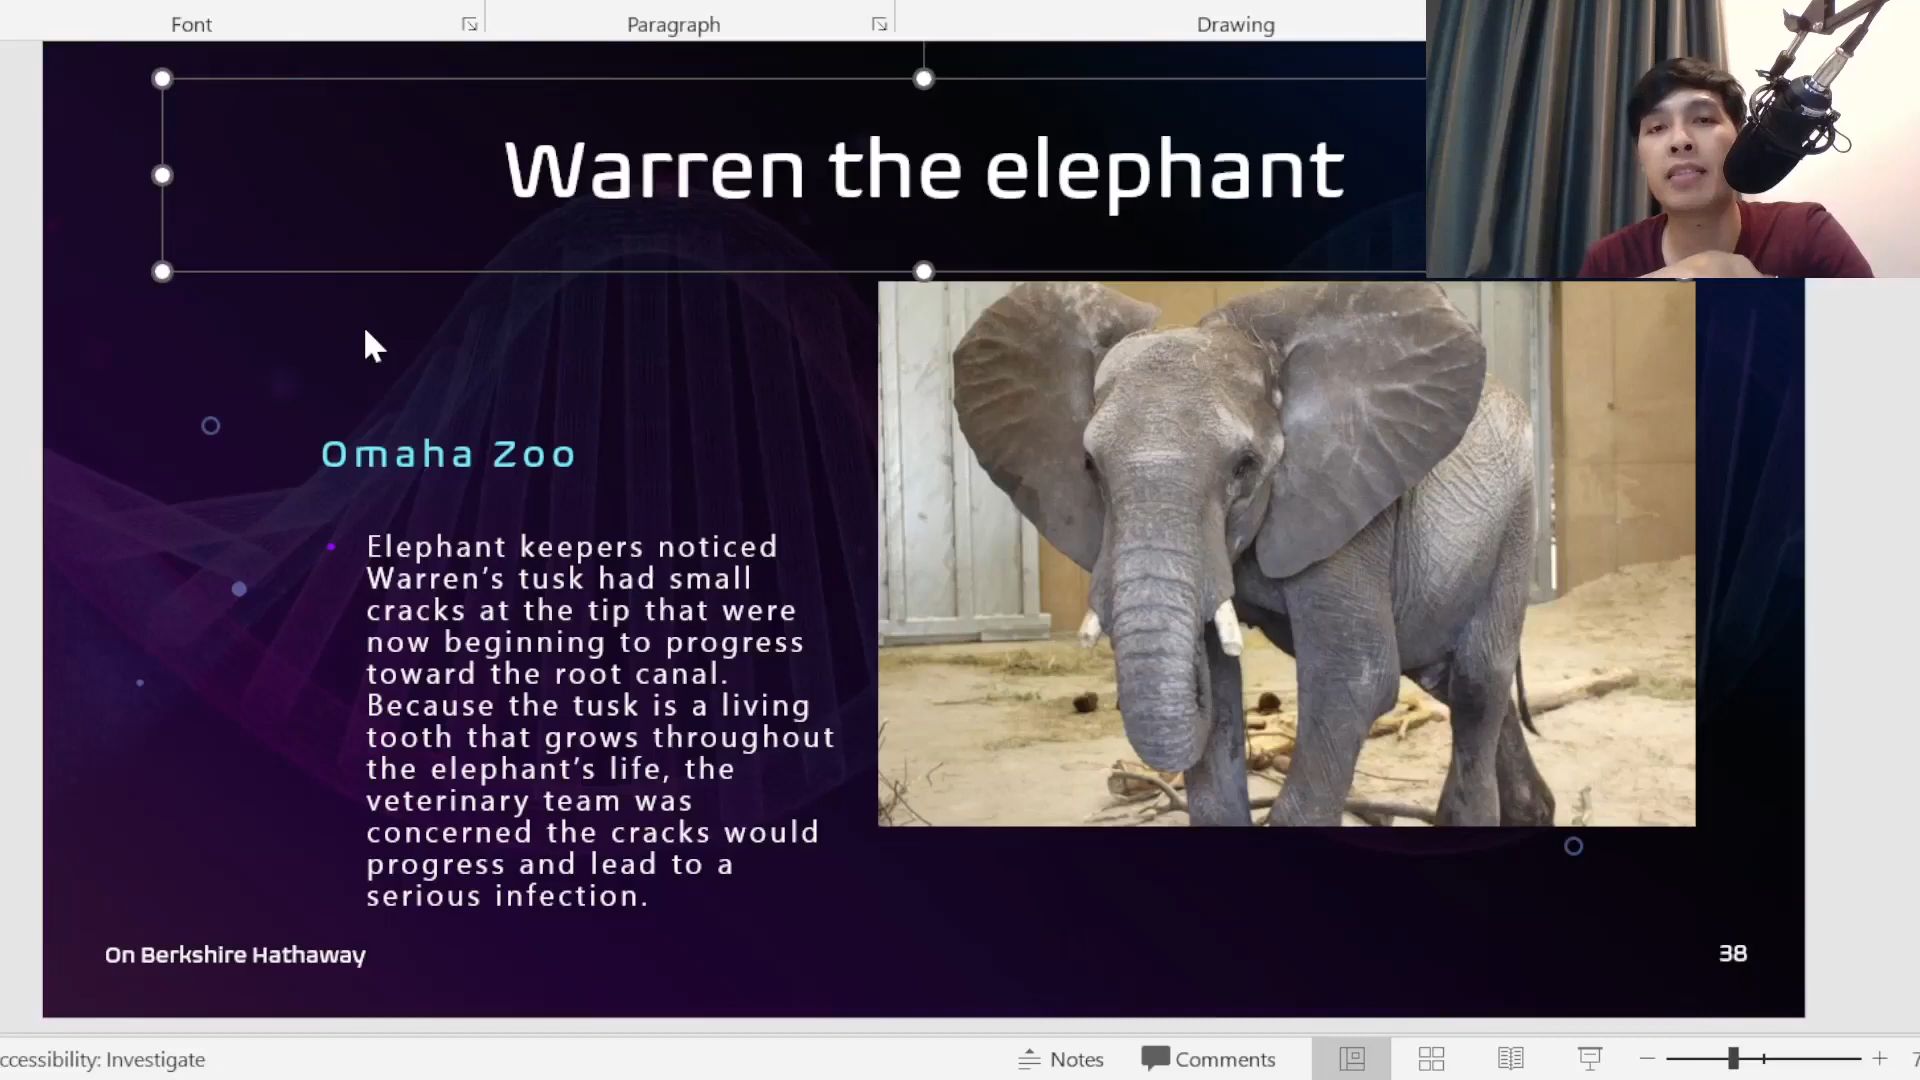 Font
Paragraph
Drawing
Warren the elephant
Omaha Zoo
Elephant keepers noticed
Warren's tusk had small
cracks at the tip that were
now beginning to progress
toward the root canal.
Because the tusk is a living
tooth that grows throughout
the elephant's life, the
veterinary team was
concerned the cracks would
progress and lead to a
serious infection.
On Berkshire Hathaway
38
ccessibility: Investigate
Notes
Comments
7